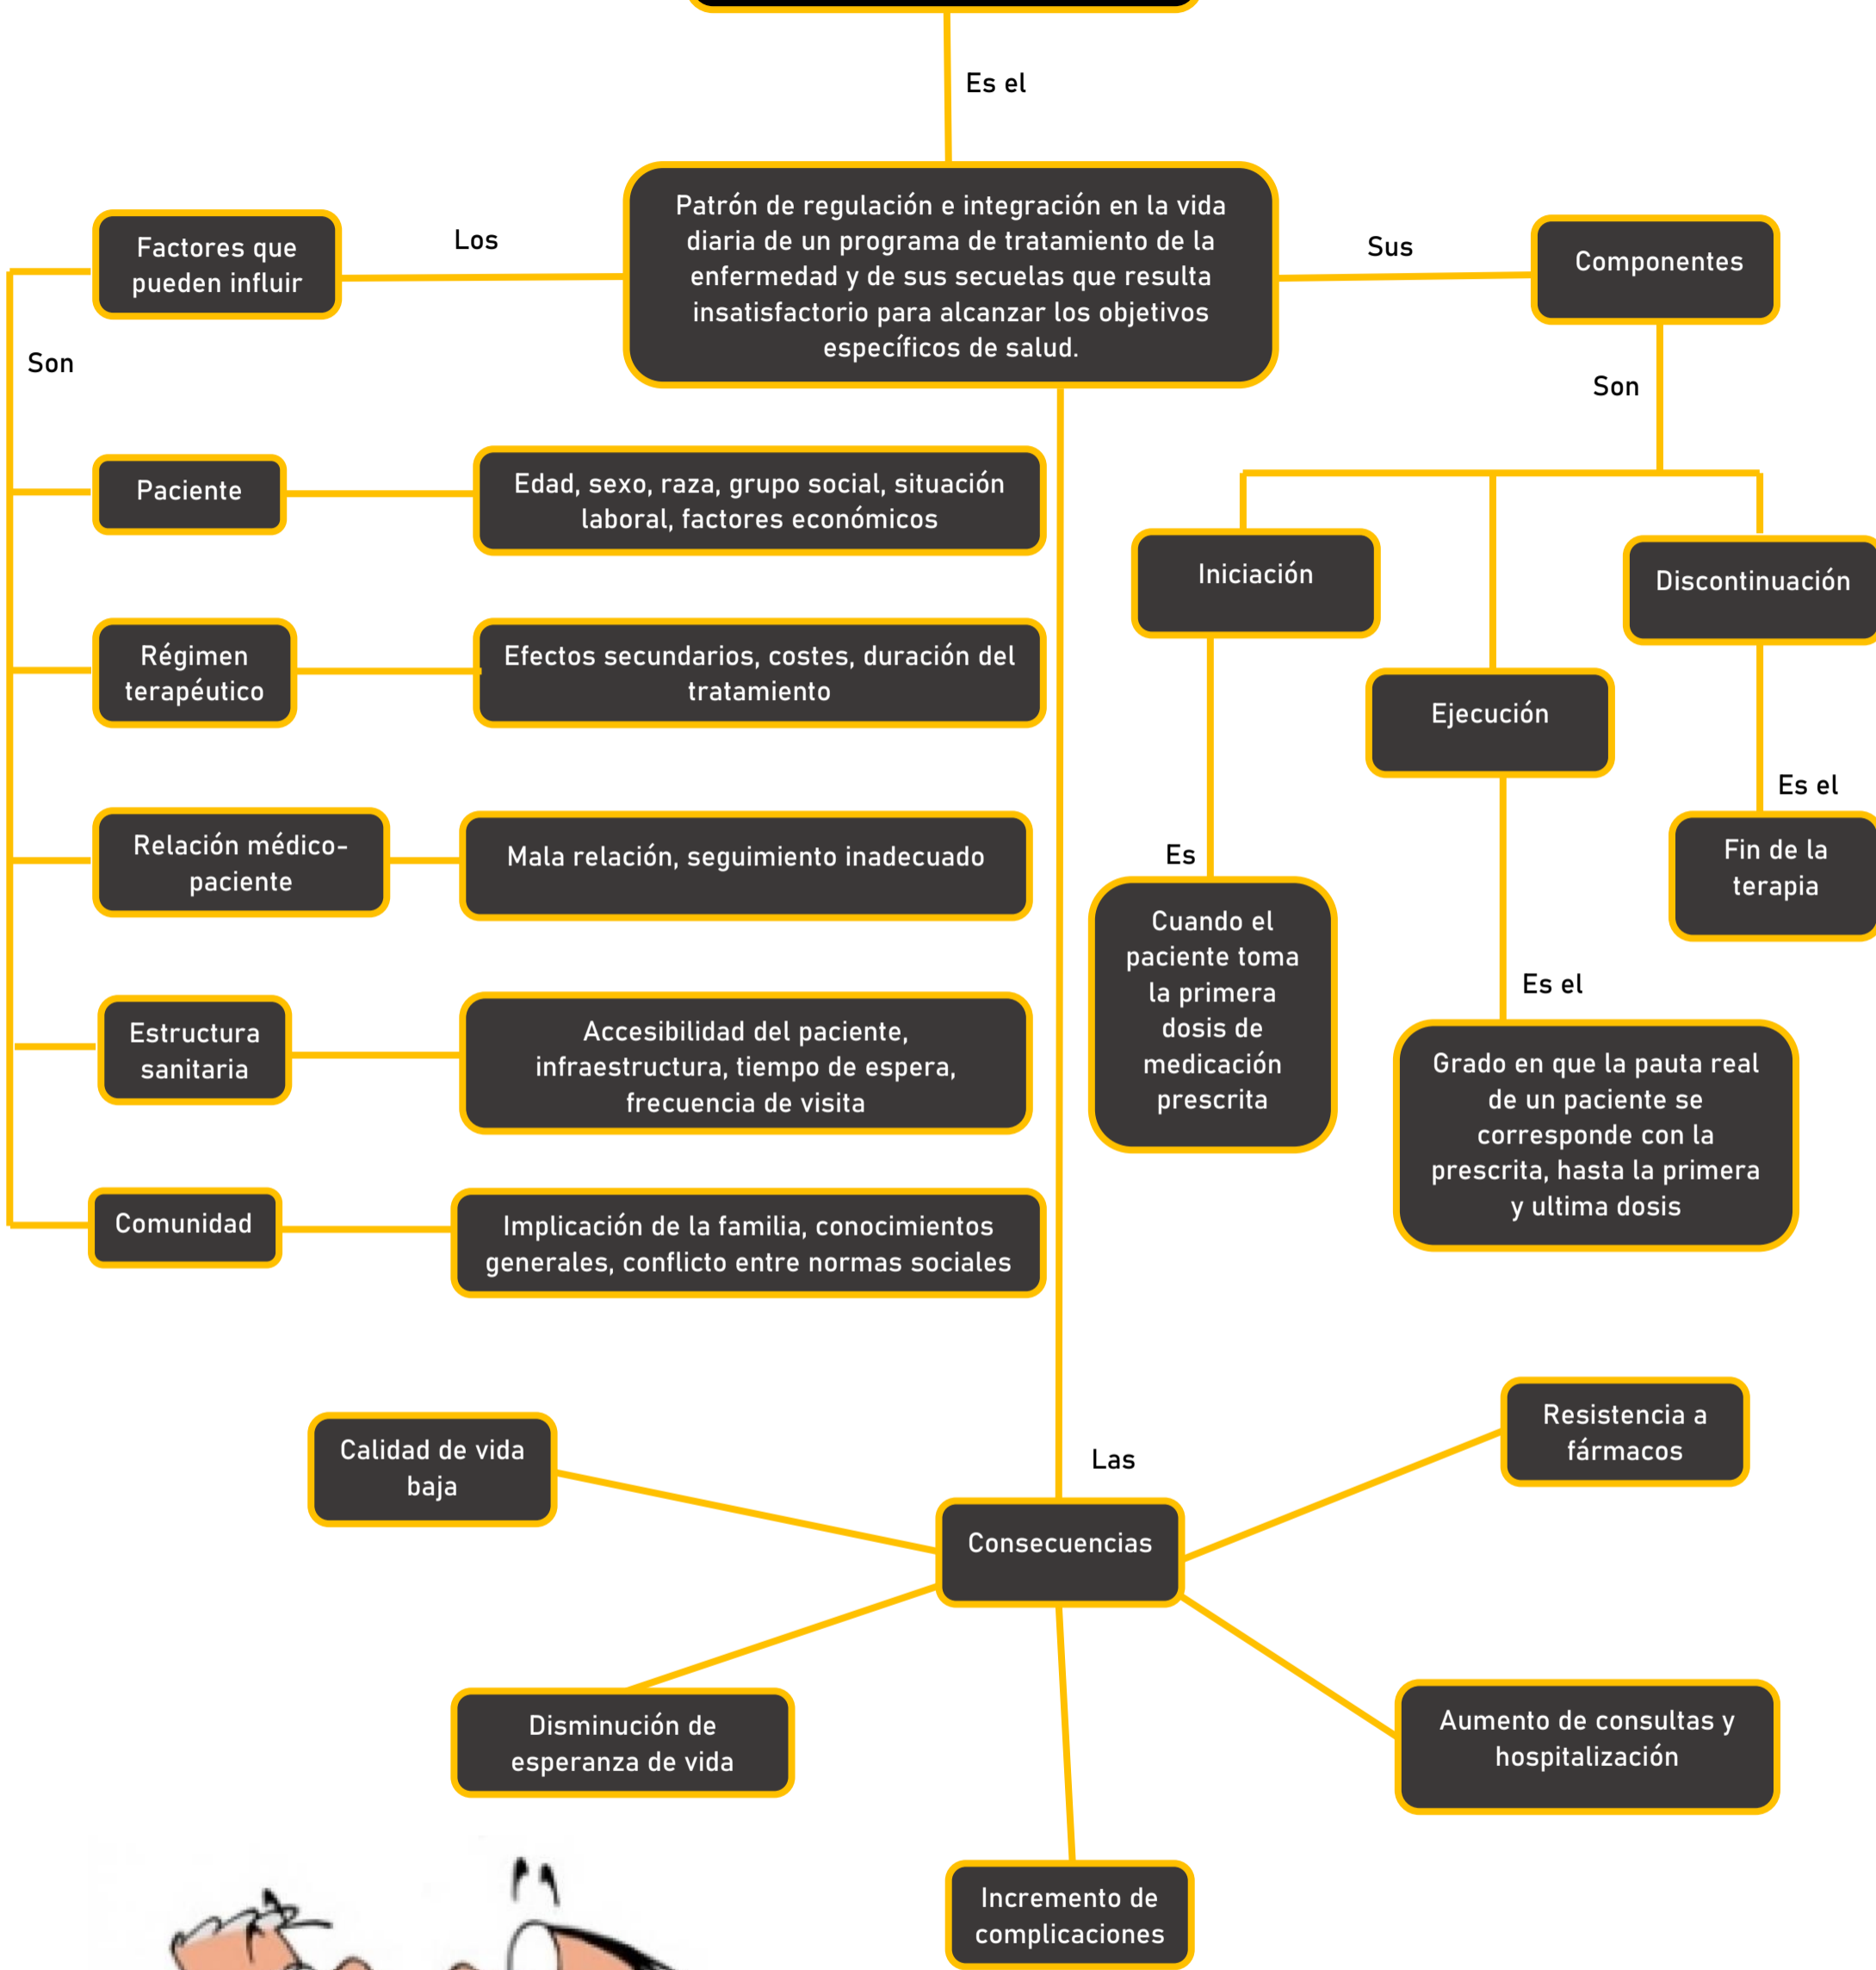 Es el
Patrón de regulación e integración en la vida
diaria de un programa de tratamiento de la
enfermedad y de sus secuelas que resulta
insatisfactorio para alcanzar los objetivos
específicos de salud.
Los
Factores que
pueden influir
Son
Paciente
Edad, sexo, raza, grupo social, situación
laboral, factores económicos
Régimen
terapéutico
Efectos secundarios, costes, duración del
tratamiento
Relación médico-
paciente
Mala relación, seguimiento inadecuado
Estructura
sanitaria
Accesibilidad del paciente,
infraestructura, tiempo de espera,
frecuencia de visita
Comunidad
Implicación de la familia, conocimientos
generales, conflicto entre normas sociales
Sus
Componentes
Son
Iniciación
Es
Cuando el
paciente toma
la primera
dosis de
medicación
prescrita
Ejecución
Es el
Grado en que la pauta real
de un paciente se
corresponde con la
prescrita, hasta la primera
y ultima dosis
Discontinuación
Es el
Fin de la
terapia
Las
Consecuencias
Calidad de vida
baja
Resistencia a
fármacos
Disminución de
esperanza de vida
Aumento de consultas y
hospitalización
Incremento de
complicaciones